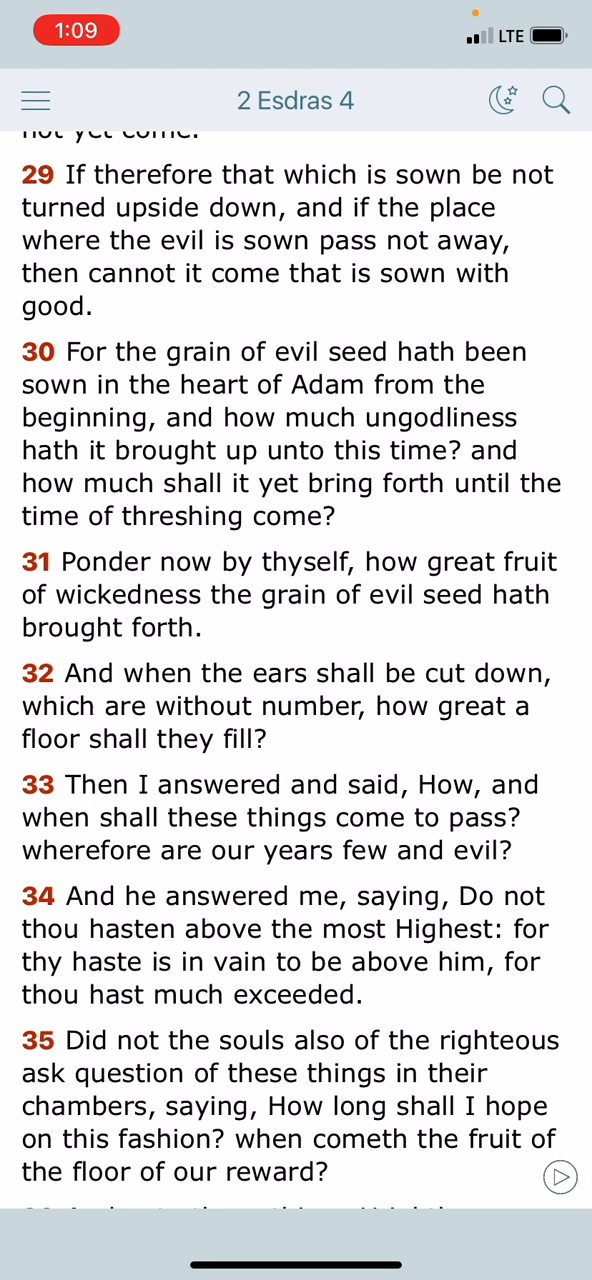 1:09
LTE
2 Esdras 4
not yet come.
29 If therefore that which is sown be not
turned upside down, and if the place
where the evil is sown pass not away,
then cannot it come that is sown with
good.
30 For the grain of evil seed hath been
sown in the heart of Adam from the
beginning, and how much ungodliness
hath it brought up unto this time? and
how much shall it yet bring forth until the
time of threshing come?
31 Ponder now by thyself, how great fruit
of wickedness the grain of evil seed hath
brought forth.
32 And when the ears shall be cut down,
which are without number, how great a
floor shall they fill?
33 Then I answered and said, How, and
when shall these things come to pass?
wherefore are our years few and evil?
34 And he answered me, saying, Do not
thou hasten above the most Highest: for
thy haste is in vain to be above him, for
thou hast much exceeded.
35 Did not the souls also of the righteous
ask question of these things in their
chambers, saying, How long shall I hope
on this fashion? when cometh the fruit of
the floor of our reward?